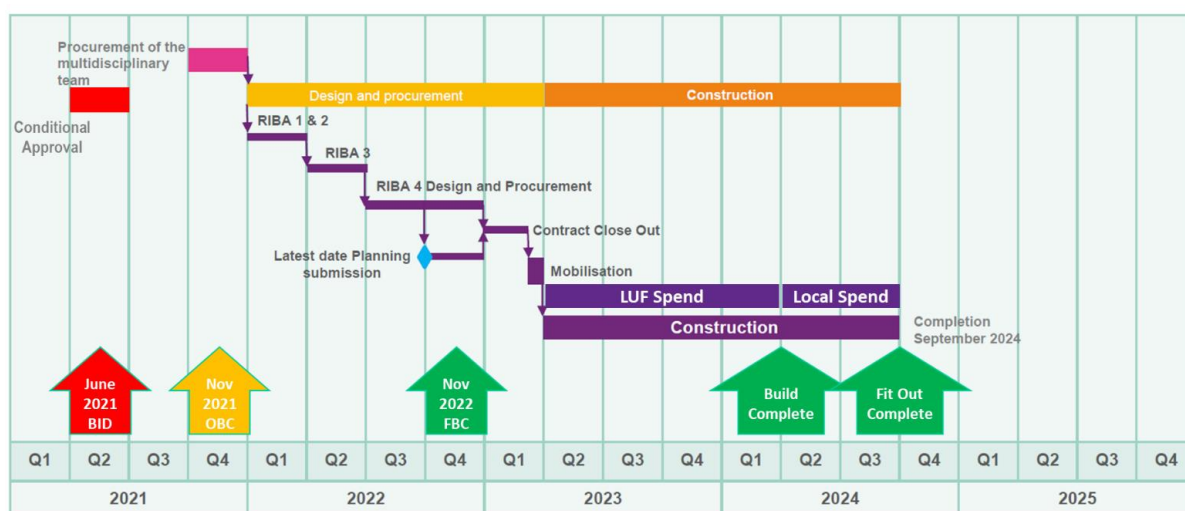 Procurement of the
multidisciplinary
team
Conditional
Approval
Design and procurement
Construction
RIBA 1 & 2
RIBA 3
RIBA 4 Design and Procurement
Contract Close Out
Latest date Planning
submission
Mobilisation
LUF Spend
Local Spend
Construction
Completion
September 2024
June
2021
BID
Nov
2021
OBC
Nov
2022
FBC
Build
Complete
Fit Out
Complete
Q1 Q2 Q3 Q4 Q1 Q2 Q3 Q4 Q1 Q2 Q3 Q4 Q1 Q2 Q3 Q4 Q1 Q2 Q3 Q4
2021 2022 2023 2024 2025